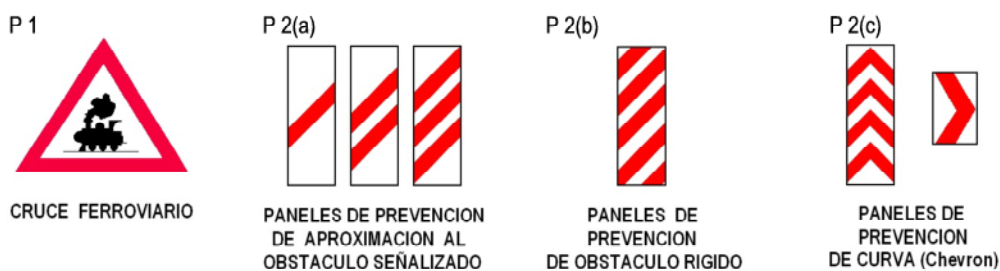 P 1
P 2(a)
P 2(b)
P 2(c)
CRUCE FERROVIARIO
PANELES DE PREVENCION
DE APROXIMACION AL
OBSTACULO SEÑALIZADO
PANELES DE
PREVENCION
DE OBSTACULO RIGIDO
PANELES DE
PREVENCION
DE CURVA (Chevron)